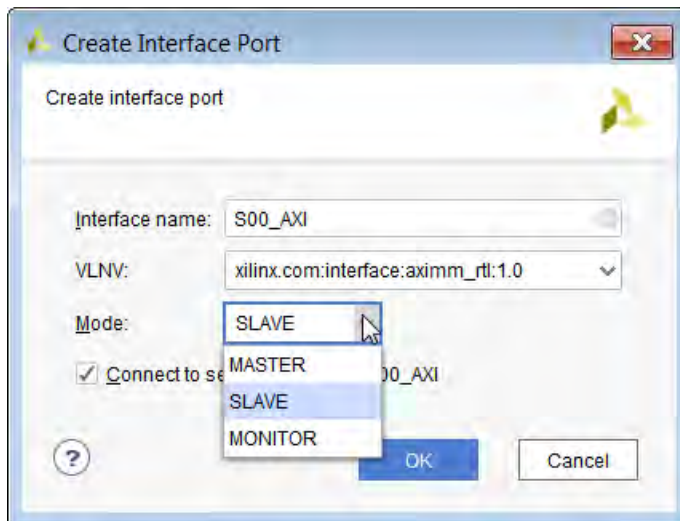 Create Interface Port
Create interface port
Interface name: S00_AXI
VLNV: xilinx.com:interface:aximm_rtl:1.0
Mode: SLAVE
MASTER
Connect to se 00_AXI
SLAVE
MONITOR
? OK Cancel